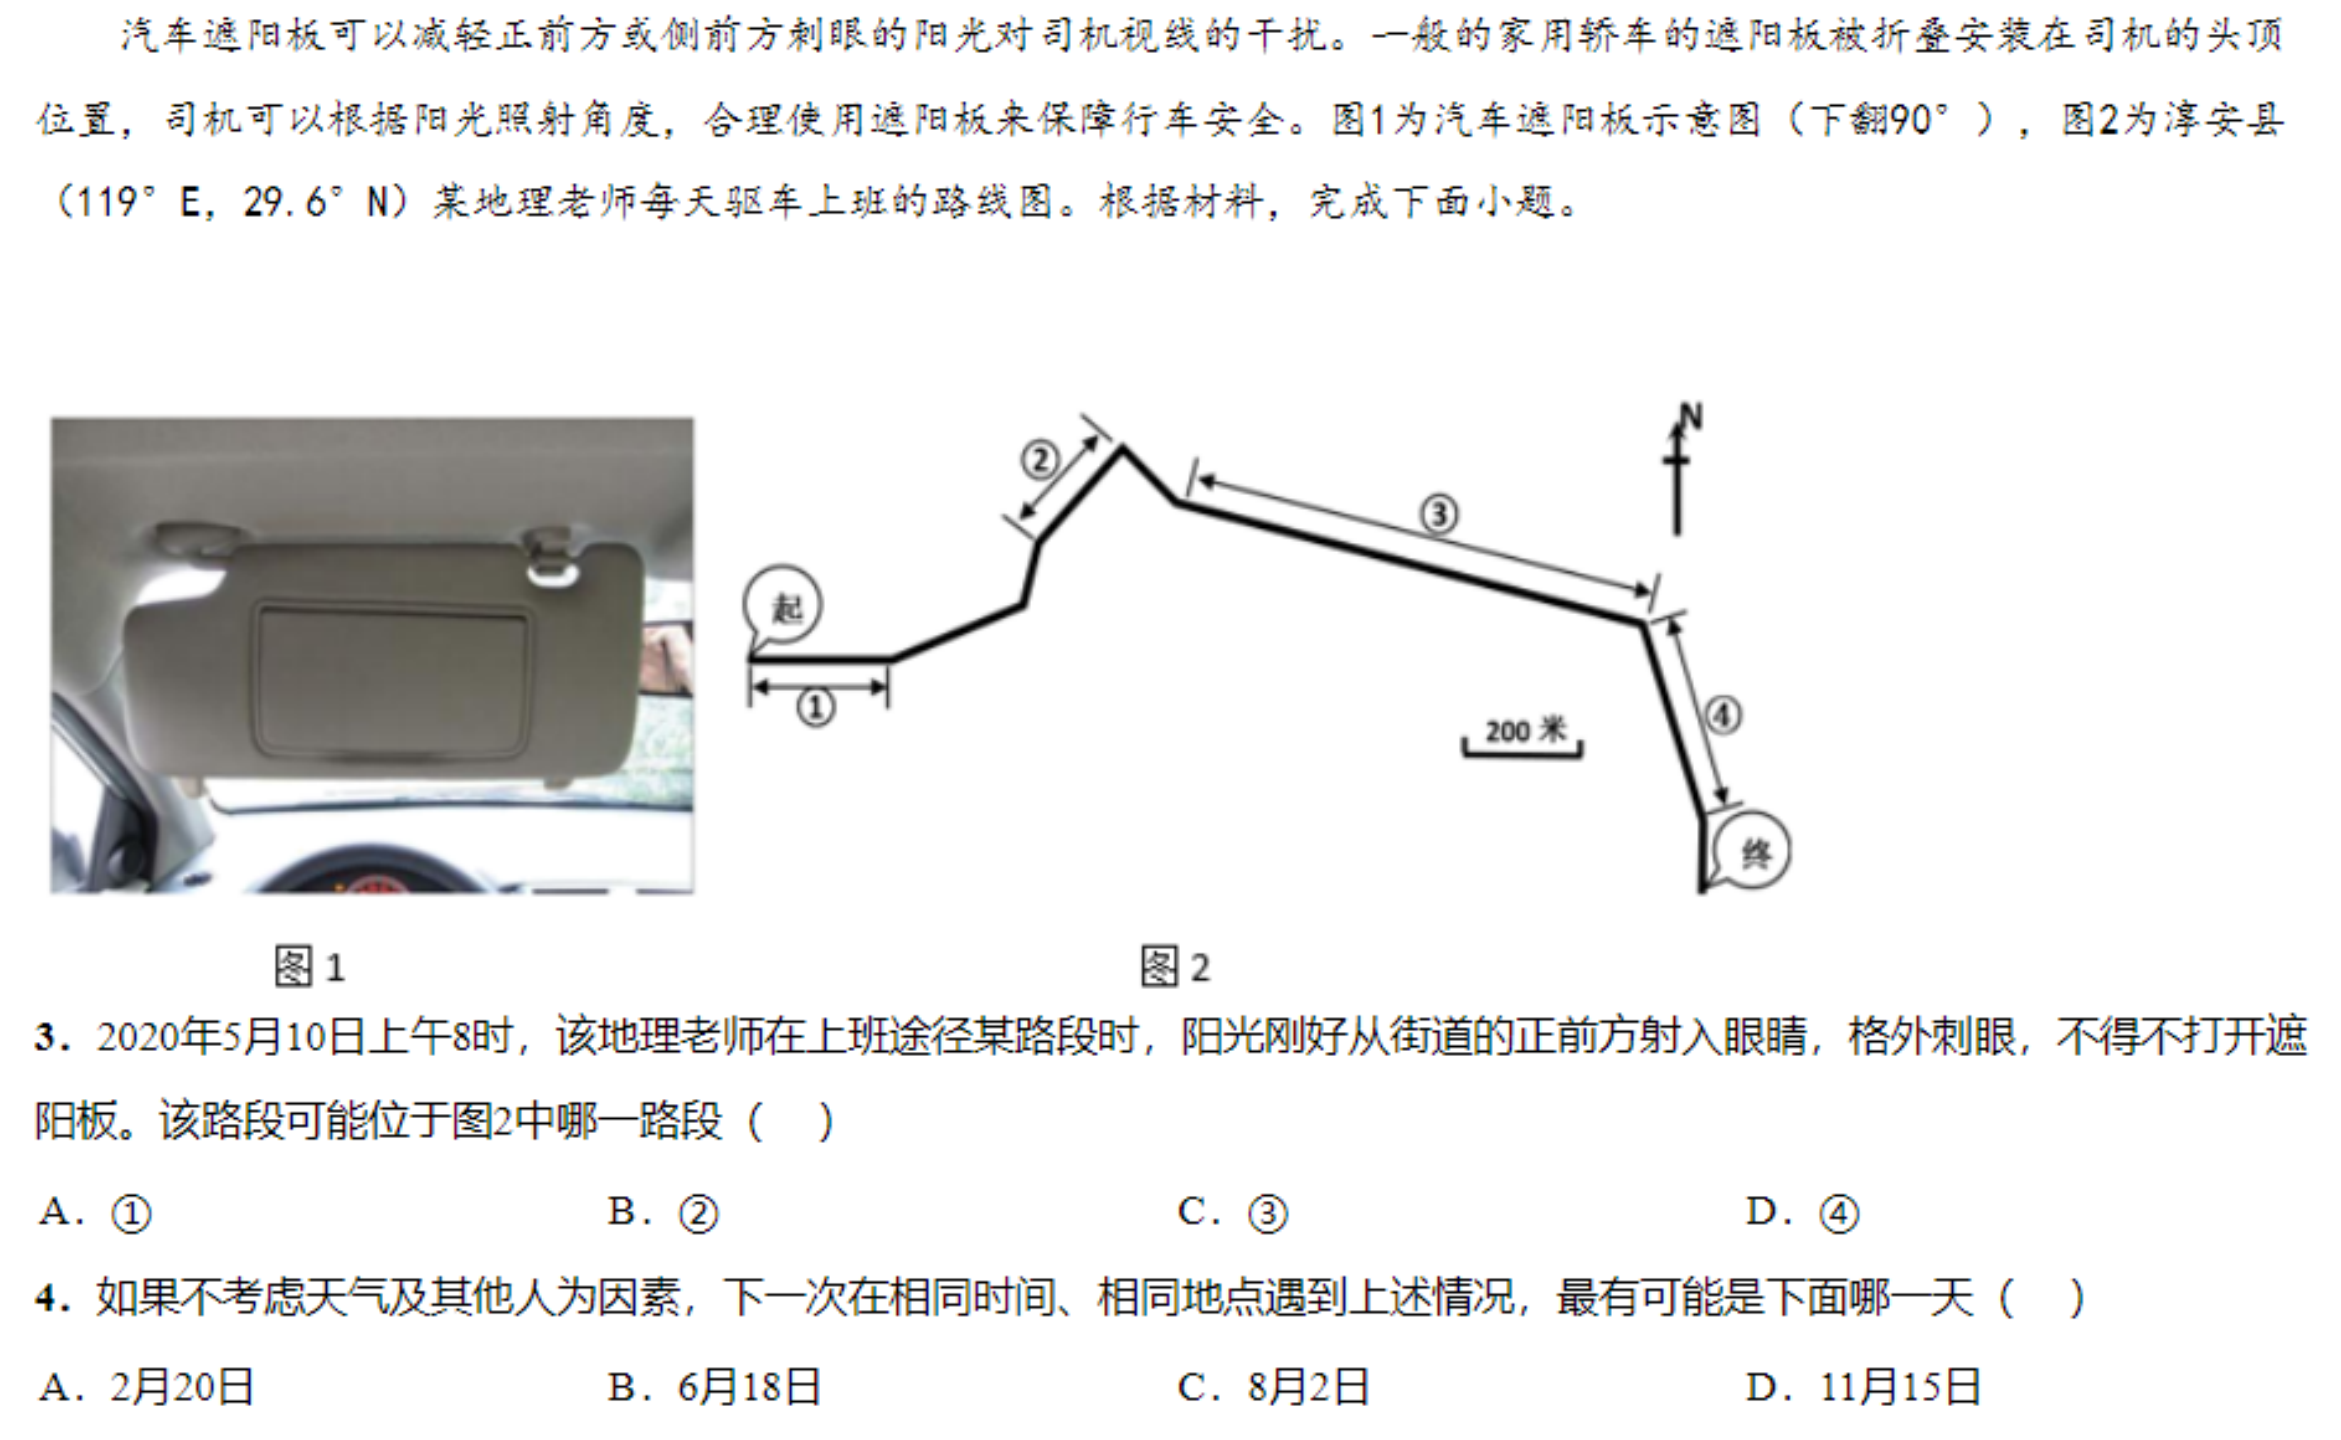 汽车遮阳板可以减轻正前方或侧前方刺眼的阳光对司机视线的干扰。一般的家用轿车的遮阳板被折叠安装在司机的头顶
位置，司机可以根据阳光照射角度，合理使用遮阳板来保障行车安全。图1为汽车遮阳板示意图（下翻90°），图2为淳安县
（119°E，29.6°N）某地理老师每天驱车上班的路线图。根据材料，完成下面小题。
N
②
③
起
①
④
200 米
终
图 1
图 2
3．2020年5月10日上午8时，该地理老师在上班途径某路段时，阳光刚好从街道的正前方射入眼睛，格外刺眼，不得不打开遮
阳板。该路段可能位于图2中哪一路段（ ）
A．① B．② C．③ D．④
4．如果不考虑天气及其他人为因素，下一次在相同时间、相同地点遇到上述情况，最有可能是下面哪一天（ ）
A．2月20日 B．6月18日 C．8月2日 D．11月15日